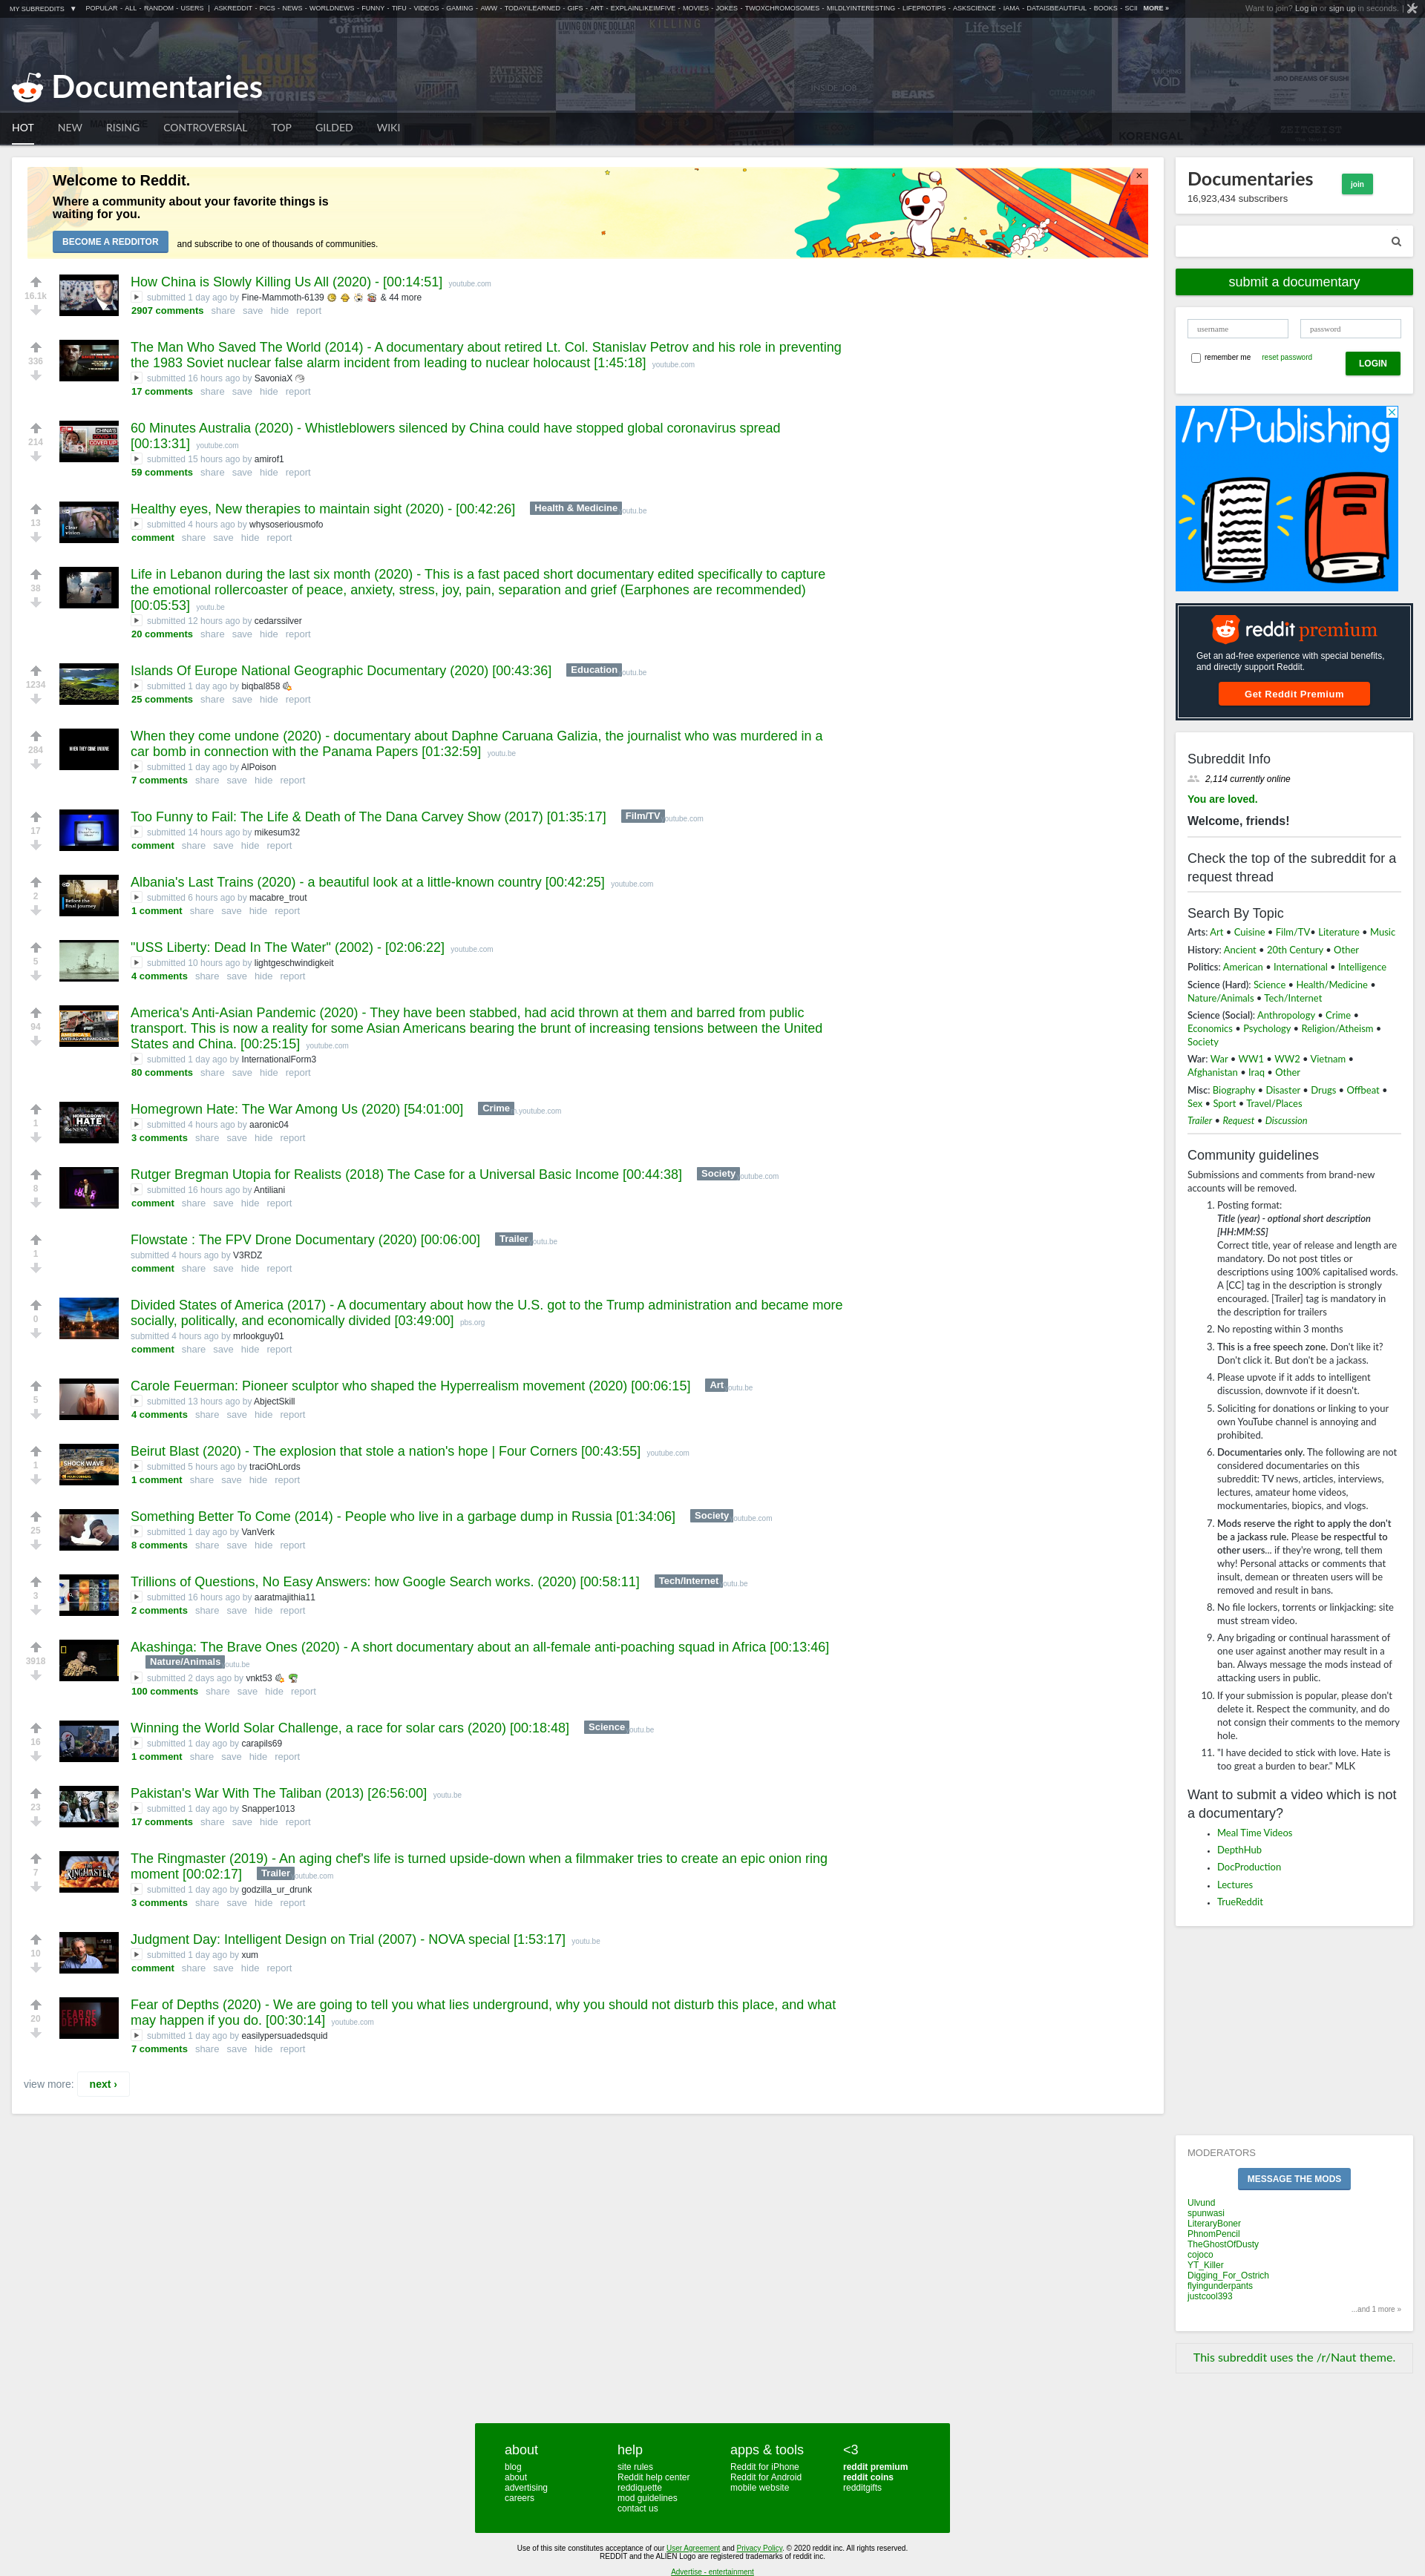 MY SUBREDDITS ▼ POPULAR - ALL - RANDOM - USERS | ASKREDDIT - PICS - NEWS - WORLDNEWS - FUNNY - TIFU - VIDEOS - GAMING - AWW - TODAYILEARNED - GIFS - ART - EXPLAINLIKEIMFIVE - MOVIES - JOKES - TWOXCHROMOSOMES - MILDLYINTERESTING - LIFEPROTIPS - ASKSCIENCE - IAMA - DATAISBEAUTIFUL - BOOKS - SCII MORE »
Want to join? Log in or sign up in seconds. |
Documentaries
HOT NEW RISING CONTROVERSIAL TOP GILDED WIKI
Welcome to Reddit.
Where a community about your favorite things is
waiting for you.
BECOME A REDDITOR and subscribe to one of thousands of communities.
16.1k
How China is Slowly Killing Us All (2020) - [00:14:51] youtube.com
submitted 1 day ago by Fine-Mammoth-6139 & 44 more
2907 comments share save hide report
336
The Man Who Saved The World (2014) - A documentary about retired Lt. Col. Stanislav Petrov and his role in preventing
the 1983 Soviet nuclear false alarm incident from leading to nuclear holocaust [1:45:18] youtube.com
submitted 16 hours ago by SavoniaX
17 comments share save hide report
214
60 Minutes Australia (2020) - Whistleblowers silenced by China could have stopped global coronavirus spread
[00:13:31] youtube.com
submitted 15 hours ago by amirof1
59 comments share save hide report
13
Healthy eyes, New therapies to maintain sight (2020) - [00:42:26] Health & Medicine outu.be
submitted 4 hours ago by whysoseriousmofo
comment share save hide report
38
Life in Lebanon during the last six month (2020) - This is a fast paced short documentary edited specifically to capture
the emotional rollercoaster of peace, anxiety, stress, joy, pain, separation and grief (Earphones are recommended)
[00:05:53] youtu.be
submitted 12 hours ago by cedarssilver
20 comments share save hide report
1234
Islands Of Europe National Geographic Documentary (2020) [00:43:36] Education outu.be
submitted 1 day ago by biqbal858
25 comments share save hide report
284
When they come undone (2020) - documentary about Daphne Caruana Galizia, the journalist who was murdered in a
car bomb in connection with the Panama Papers [01:32:59] youtu.be
submitted 1 day ago by AlPoison
7 comments share save hide report
17
Too Funny to Fail: The Life & Death of The Dana Carvey Show (2017) [01:35:17] Film/TV outube.com
submitted 14 hours ago by mikesum32
comment share save hide report
2
Albania's Last Trains (2020) - a beautiful look at a little-known country [00:42:25] youtube.com
submitted 6 hours ago by macabre_trout
1 comment share save hide report
5
"USS Liberty: Dead In The Water" (2002) - [02:06:22] youtube.com
submitted 10 hours ago by lightgeschwindigkeit
4 comments share save hide report
94
America's Anti-Asian Pandemic (2020) - They have been stabbed, had acid thrown at them and barred from public
transport. This is now a reality for some Asian Americans bearing the brunt of increasing tensions between the United
States and China. [00:25:15] youtube.com
submitted 1 day ago by InternationalForm3
80 comments share save hide report
1
Homegrown Hate: The War Among Us (2020) [54:01:00] Crime youtube.com
submitted 4 hours ago by aaronic04
3 comments share save hide report
8
Rutger Bregman Utopia for Realists (2018) The Case for a Universal Basic Income [00:44:38] Society outube.com
submitted 16 hours ago by Antiliani
comment share save hide report
1
Flowstate : The FPV Drone Documentary (2020) [00:06:00] Trailer outu.be
submitted 4 hours ago by V3RDZ
comment share save hide report
0
Divided States of America (2017) - A documentary about how the U.S. got to the Trump administration and became more
socially, politically, and economically divided [03:49:00] pbs.org
submitted 4 hours ago by mrlookguy01
comment share save hide report
5
Carole Feuerman: Pioneer sculptor who shaped the Hyperrealism movement (2020) [00:06:15] Art outu.be
submitted 13 hours ago by AbjectSkill
4 comments share save hide report
1
Beirut Blast (2020) - The explosion that stole a nation's hope | Four Corners [00:43:55] youtube.com
submitted 5 hours ago by traciOhLords
1 comment share save hide report
25
Something Better To Come (2014) - People who live in a garbage dump in Russia [01:34:06] Society outube.com
submitted 1 day ago by VanVerk
8 comments share save hide report
3
Trillions of Questions, No Easy Answers: how Google Search works. (2020) [00:58:11] Tech/Internet outu.be
submitted 16 hours ago by aaratmajithia11
2 comments share save hide report
3918
Akashinga: The Brave Ones (2020) - A short documentary about an all-female anti-poaching squad in Africa [00:13:46]
Nature/Animals outu.be
submitted 2 days ago by vnkt53
100 comments share save hide report
16
Winning the World Solar Challenge, a race for solar cars (2020) [00:18:48] Science outu.be
submitted 1 day ago by carapils69
1 comment share save hide report
23
Pakistan's War With The Taliban (2013) [26:56:00] youtu.be
submitted 1 day ago by Snapper1013
17 comments share save hide report
7
The Ringmaster (2019) - An aging chef's life is turned upside-down when a filmmaker tries to create an epic onion ring
moment [00:02:17] Trailer outube.com
submitted 1 day ago by godzilla_ur_drunk
3 comments share save hide report
10
Judgment Day: Intelligent Design on Trial (2007) - NOVA special [1:53:17] youtu.be
submitted 1 day ago by xum
comment share save hide report
20
Fear of Depths (2020) - We are going to tell you what lies underground, why you should not disturb this place, and what
may happen if you do. [00:30:14] youtube.com
submitted 1 day ago by easilypersuadedsquid
7 comments share save hide report
view more: next ›
Documentaries join
16,923,434 subscribers
submit a documentary
username password
remember me reset password LOGIN
/r/Publishing
reddit premium
Get an ad-free experience with special benefits,
and directly support Reddit.
Get Reddit Premium
Subreddit Info
2,114 currently online
You are loved.
Welcome, friends!
Check the top of the subreddit for a
request thread
Search By Topic
Arts: Art • Cuisine • Film/TV• Literature • Music
History: Ancient • 20th Century • Other
Politics: American • International • Intelligence
Science (Hard): Science • Health/Medicine •
Nature/Animals • Tech/Internet
Science (Social): Anthropology • Crime •
Economics • Psychology • Religion/Atheism •
Society
War: War • WW1 • WW2 • Vietnam •
Afghanistan • Iraq • Other
Misc: Biography • Disaster • Drugs • Offbeat •
Sex • Sport • Travel/Places
Trailer • Request • Discussion
Community guidelines
Submissions and comments from brand-new
accounts will be removed.
1. Posting format:
Title (year) - optional short description
[HH:MM:SS]
Correct title, year of release and length are
mandatory. Do not post titles or
descriptions using 100% capitalised words.
A [CC] tag in the description is strongly
encouraged. [Trailer] tag is mandatory in
the description for trailers
2. No reposting within 3 months
3. This is a free speech zone. Don't like it?
Don't click it. But don't be a jackass.
4. Please upvote if it adds to intelligent
discussion, downvote if it doesn't.
5. Soliciting for donations or linking to your
own YouTube channel is annoying and
prohibited.
6. Documentaries only. The following are not
considered documentaries on this
subreddit: TV news, articles, interviews,
lectures, amateur home videos,
mockumentaries, biopics, and vlogs.
7. Mods reserve the right to apply the don't
be a jackass rule. Please be respectful to
other users... if they're wrong, tell them
why! Personal attacks or comments that
insult, demean or threaten users will be
removed and result in bans.
8. No file lockers, torrents or linkjacking: site
must stream video.
9. Any brigading or continual harassment of
one user against another may result in a
ban. Always message the mods instead of
attacking users in public.
10. If your submission is popular, please don't
delete it. Respect the community, and do
not consign their comments to the memory
hole.
11. "I have decided to stick with love. Hate is
too great a burden to bear." MLK
Want to submit a video which is not
a documentary?
Meal Time Videos
DepthHub
DocProduction
Lectures
TrueReddit
MODERATORS
MESSAGE THE MODS
Ulvund
spunwasi
LiteraryBoner
PhnomPencil
TheGhostOfDusty
cojoco
YT_Killer
Digging_For_Ostrich
flyingunderpants
justcool393
...and 1 more »
This subreddit uses the /r/Naut theme.
about
blog
about
advertising
careers
help
site rules
Reddit help center
reddiquette
mod guidelines
contact us
apps & tools
Reddit for iPhone
Reddit for Android
mobile website
<3
reddit premium
reddit coins
redditgifts
Use of this site constitutes acceptance of our User Agreement and Privacy Policy. © 2020 reddit inc. All rights reserved.
REDDIT and the ALIEN Logo are registered trademarks of reddit inc.
Advertise - entertainment